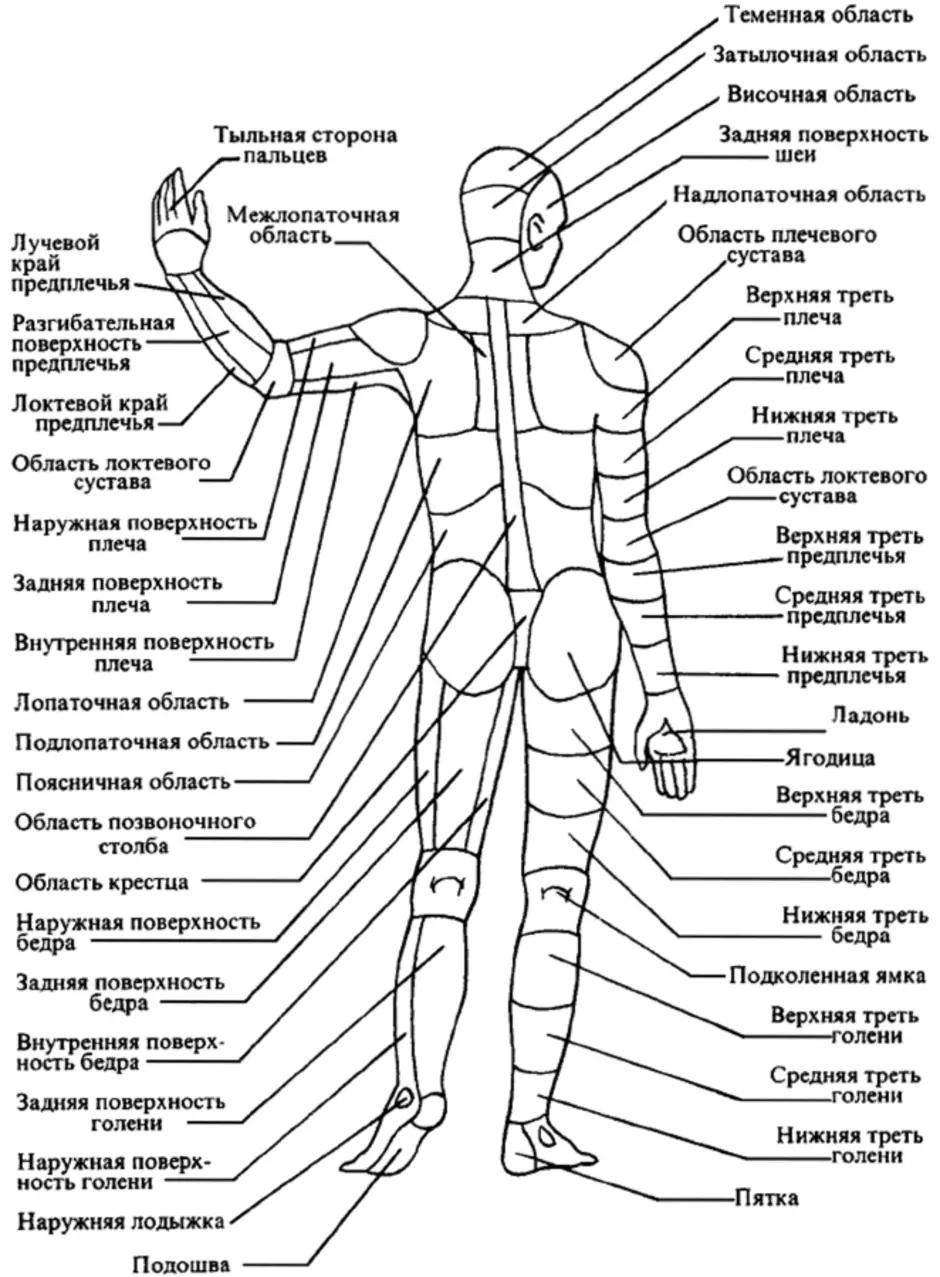 Теменная область
Затылочная область
Височная область
Задняя поверхность
шеи
Надлопаточная область
Область плечевого
сустава
Верхняя треть
плеча
Средняя треть
плеча
Нижняя треть
плеча
Область локтевого
сустава
Верхняя треть
предплечья
Средняя треть
предплечья
Нижняя треть
предплечья
Ладонь
Ягодица
Верхняя треть
бедра
Средняя треть
бедра
Нижняя треть
бедра
Подколенная ямка
Верхняя треть
голени
Средняя треть
голени
Нижняя треть
голени
Пятка
Тыльная сторона
пальцев
Межлопаточная
область
Лучевой
край
предплечья
Разгибательная
поверхность
предплечья
Локтевой край
предплечья
Область локтевого
сустава
Наружная поверхность
плеча
Задняя поверхность
плеча
Внутренняя поверхность
плеча
Лопаточная область
Подлопаточная область
Поясничная область
Область позвоночного
столба
Область крестца
Наружная поверхность
бедра
Задняя поверхность
бедра
Внутренняя поверх-
ность бедра
Задняя поверхность
голени
Наружная поверх-
ность голени
Наружняя лодыжка
Подошва